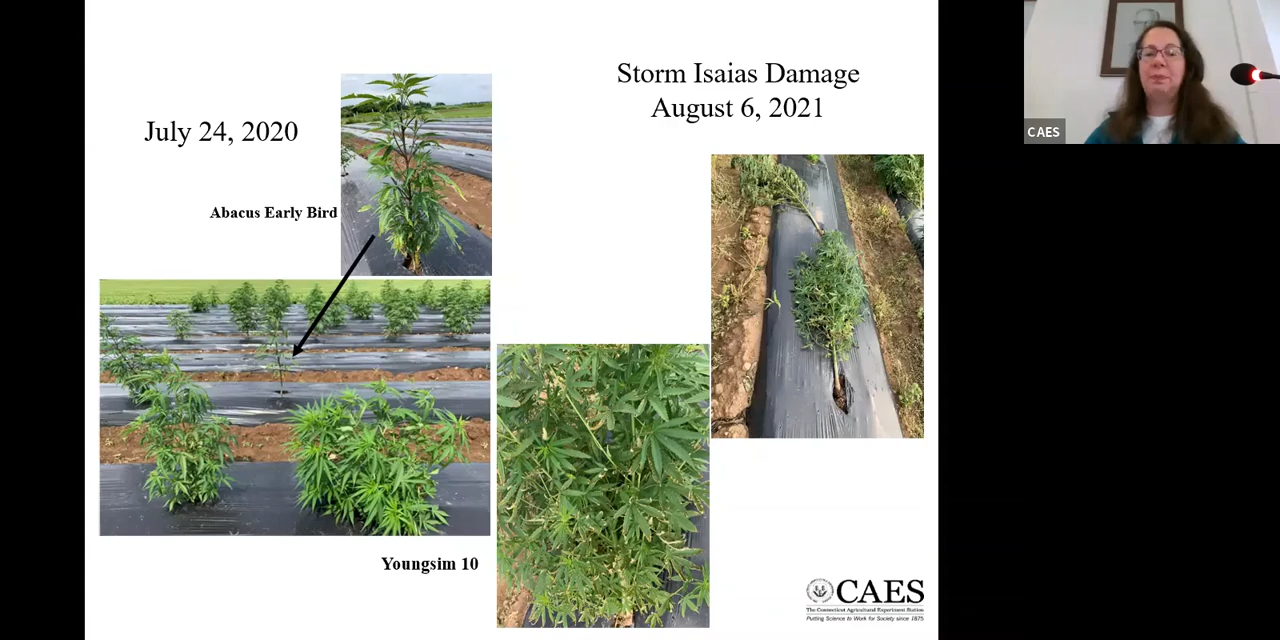 Storm Isaias Damage
August 6, 2021
July 24, 2020
Abacus Early Bird
Youngsim 10
CAES
The Connecticut Agricultural Experiment Station
Putting Science to Work for Society since 1875
CAES